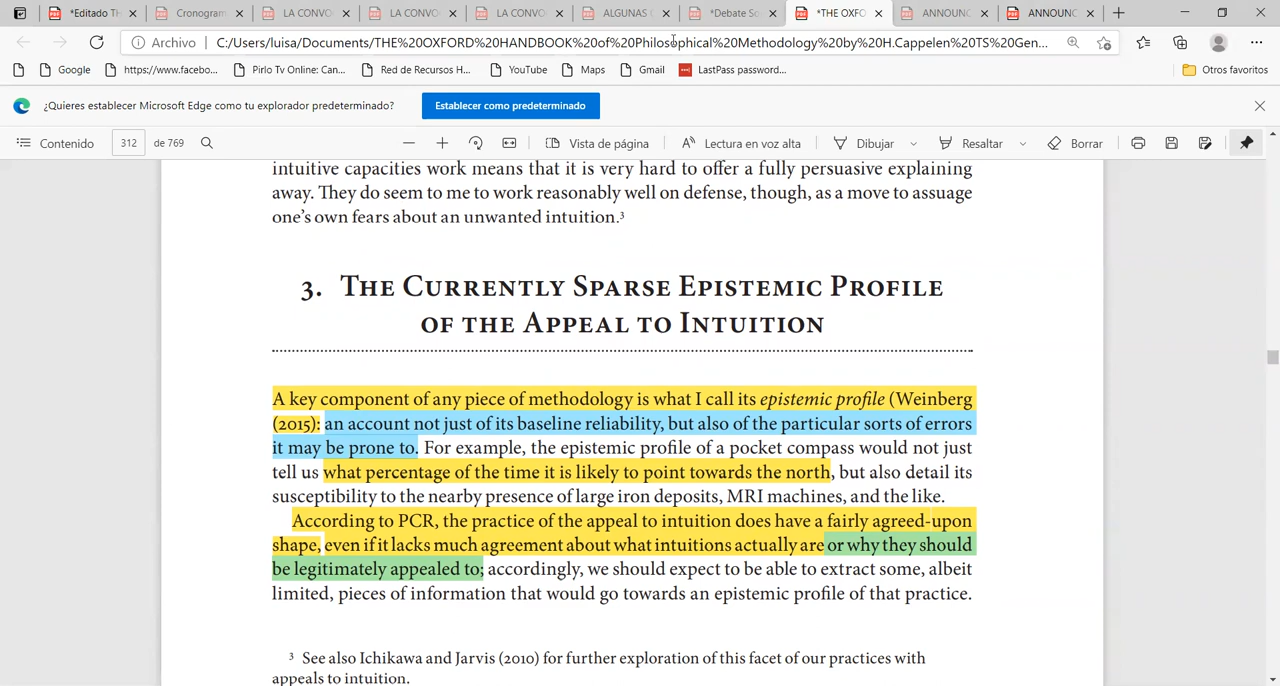 *Editado TH
Cronogram
LA CONVO
LA CONVO
LA CONVO
ALGUNAS C
*Debate So
*THE OXFO
ANNOUNC
ANNOUNC
Archivo
C:/Users/luisa/Documents/THE%20OXFORD%20HANDBOOK%20of%20Philosophical%20Methodology%20by%20H.Cappelen%20TS%20Gen...
Google
https://www.facebo...
Pirlo Tv Online: Can...
Red de Recursos H...
YouTube
Maps
Gmail
LastPass password...
Otros favoritos
¿Quieres establecer Microsoft Edge como tu explorador predeterminado?
Establecer como predeterminado
Contenido
312
de 769
Vista de página
Lectura en voz alta
Dibujar
Resaltar
Borrar
intuitive capacities work means that it is very hard to offer a fully persuasive explaining
away. They do seem to me to work reasonably well on defense, though, as a move to assuage
one's own fears about an unwanted intuition.³
3. The Currently Sparse Epistemic Profile
of the Appeal to Intuition
A key component of any piece of methodology is what I call its epistemic profile (Weinberg
2015): an account not just of its baseline reliability, but also of the particular sorts of errors
it may be prone to. For example, the epistemic profile of a pocket compass would not just
tell us what percentage of the time it is likely to point towards the north, but also detail its
susceptibility to the nearby presence of large iron deposits, MRI machines, and the like.
According to PCR, the practice of the appeal to intuition does have a fairly agreed-upon
shape, even if it lacks much agreement about what intuitions actually are or why they should
be legitimately appealed to; accordingly, we should expect to be able to extract some, albeit
limited, pieces of information that would go towards an epistemic profile of that practice.
³ See also Ichikawa and Jarvis (2010) for further exploration of this facet of our practices with
appeals to intuition.